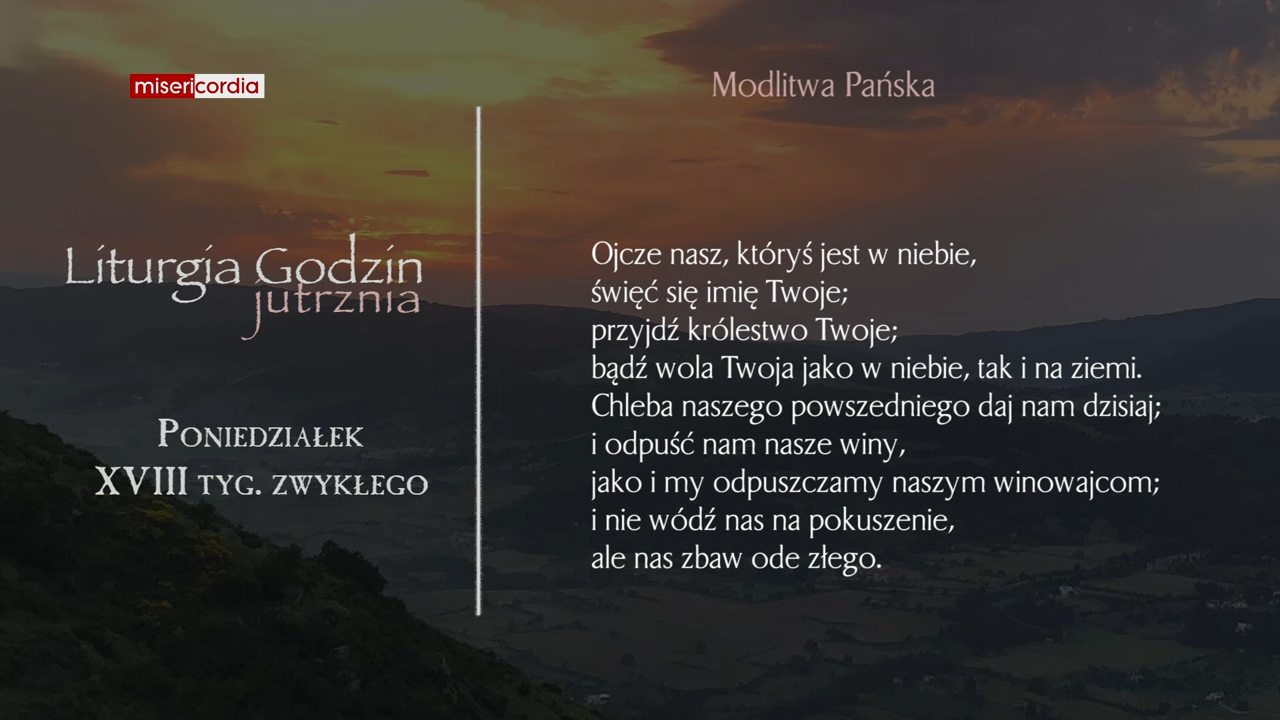 misericordia
Liturgia Godzin
jutrznia
Poniedziałek
XVIII tyg. zwykłego
Modlitwa Pańska
Ojcze nasz, któryś jest w niebie,
święć się imię Twoje;
przyjdź królestwo Twoje;
bądź wola Twoja jako w niebie, tak i na ziemi.
Chleba naszego powszedniego daj nam dzisiaj;
i odpuść nam nasze winy,
jako i my odpuszczamy naszym winowajcom;
i nie wódź nas na pokuszenie,
ale nas zbaw ode złego.